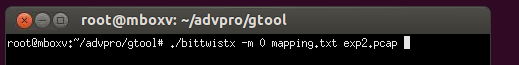 root@mboxv: ~/advpro/gtool
root@mboxv:~/advpro/gtool# ./bittwistx -m 0 mapping.txt exp2.pcap